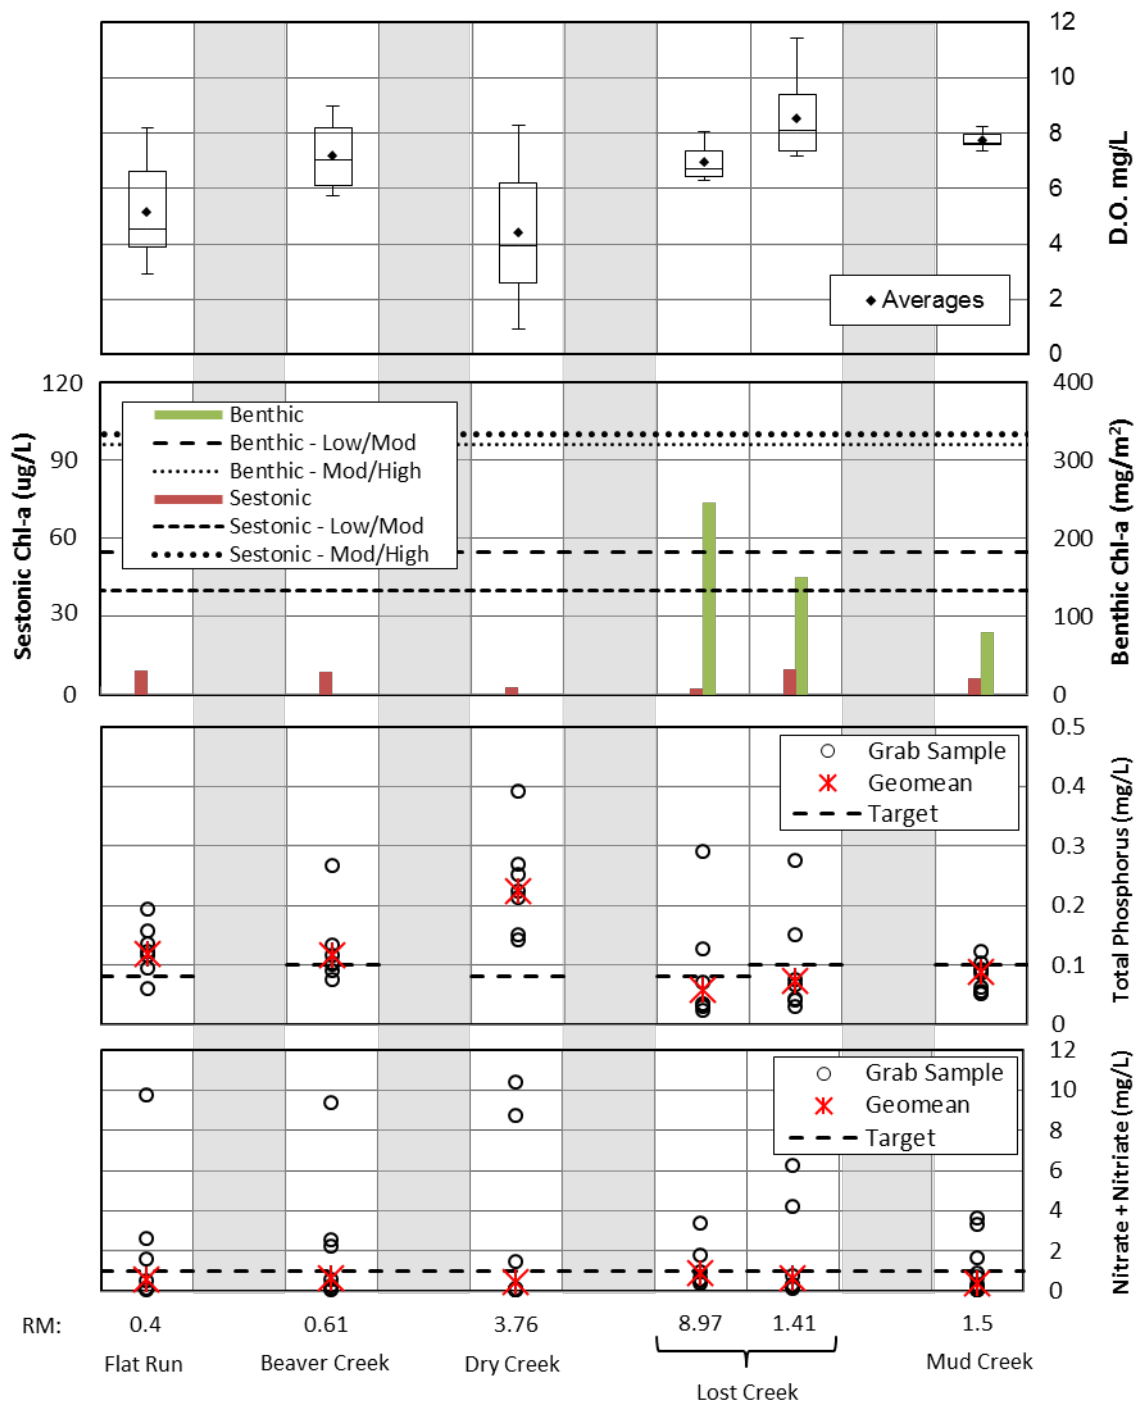 12
10
8
6
4
2
0
D.O. mg/L
Averages
120
90
60
30
0
Sestonic Chl-a (ug/L)
Benthic
Benthic - Low/Mod
Benthic - Mod/High
Sestonic
Sestonic - Low/Mod
Sestonic - Mod/High
400
300
200
100
0
Benthic Chl-a (mg/m²)
Grab Sample
Geomean
Target
0.5
0.4
0.3
0.2
0.1
0
Total Phosphorus (mg/L)
Grab Sample
Geomean
Target
12
10
8
6
4
2
0
Nitrate + Nitriate (mg/L)
RM: 0.4 0.61 3.76 8.97 1.41 1.5
Flat Run Beaver Creek Dry Creek Mud Creek
Lost Creek